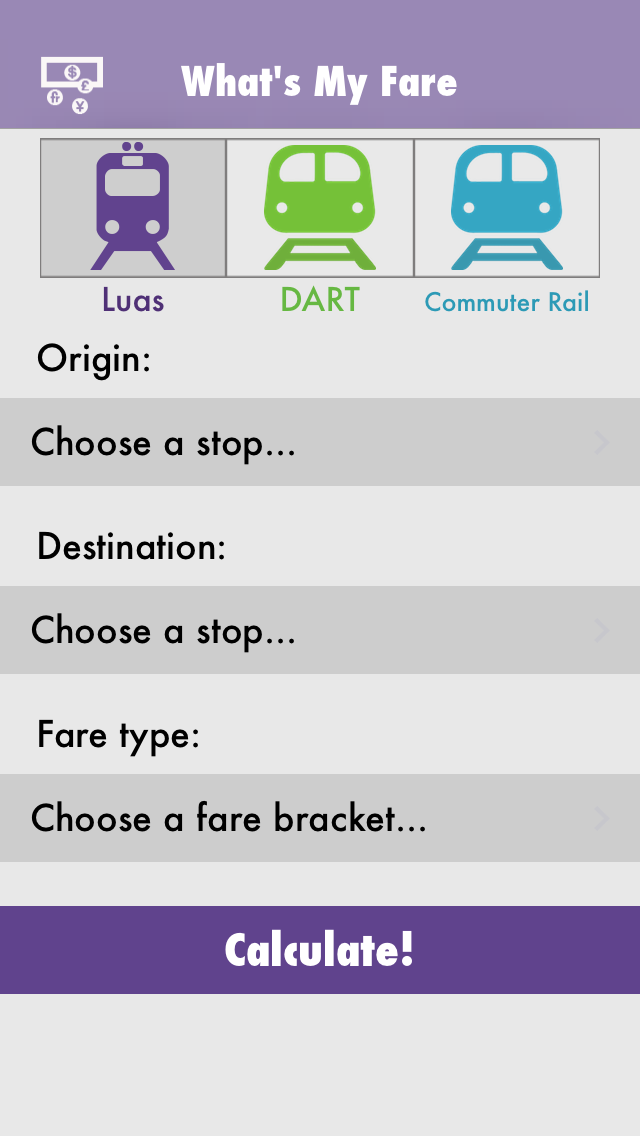 What's My Fare
Luas
DART
Commuter Rail
Origin:
Choose a stop...
Destination:
Choose a stop...
Fare type:
Choose a fare bracket...
Calculate!